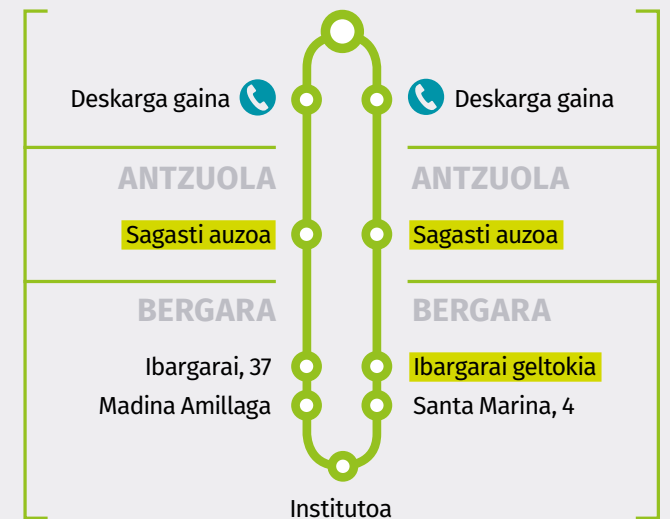 Deskarga gaina
Deskarga gaina
ANTZUOLA
ANTZUOLA
Sagasti auzoa
Sagasti auzoa
BERGARA
BERGARA
Ibargarai, 37
Ibargarai geltokia
Madina Amillaga
Santa Marina, 4
Institutoa